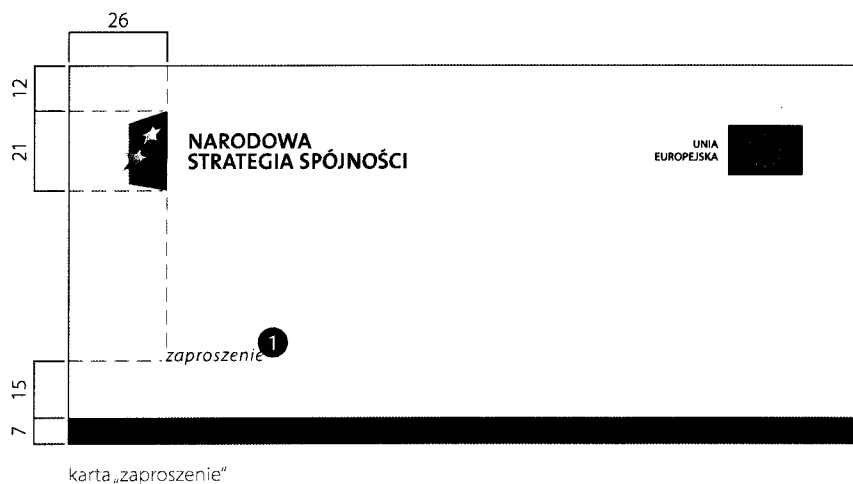 26
12
21
NARODOWA
STRATEGIA SPÓJNOŚCI
UNIA
EUROPEJSKA
zaproszenie 1
15
7
karta „zaproszenie"